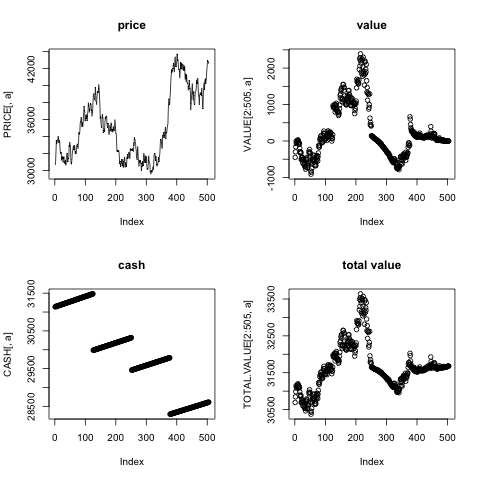 price
PRICE[, a]
42000
36000
30000
0 100 200 300 400 500
Index
value
VALUE[2:505, a]
2000
1000
0
-1000
0 100 200 300 400 500
Index
cash
CASH[, a]
31500
30500
29500
28500
0 100 200 300 400 500
Index
total value
TOTAL.VALUE[2:505, a]
33500
32500
31500
30500
0 100 200 300 400 500
Index